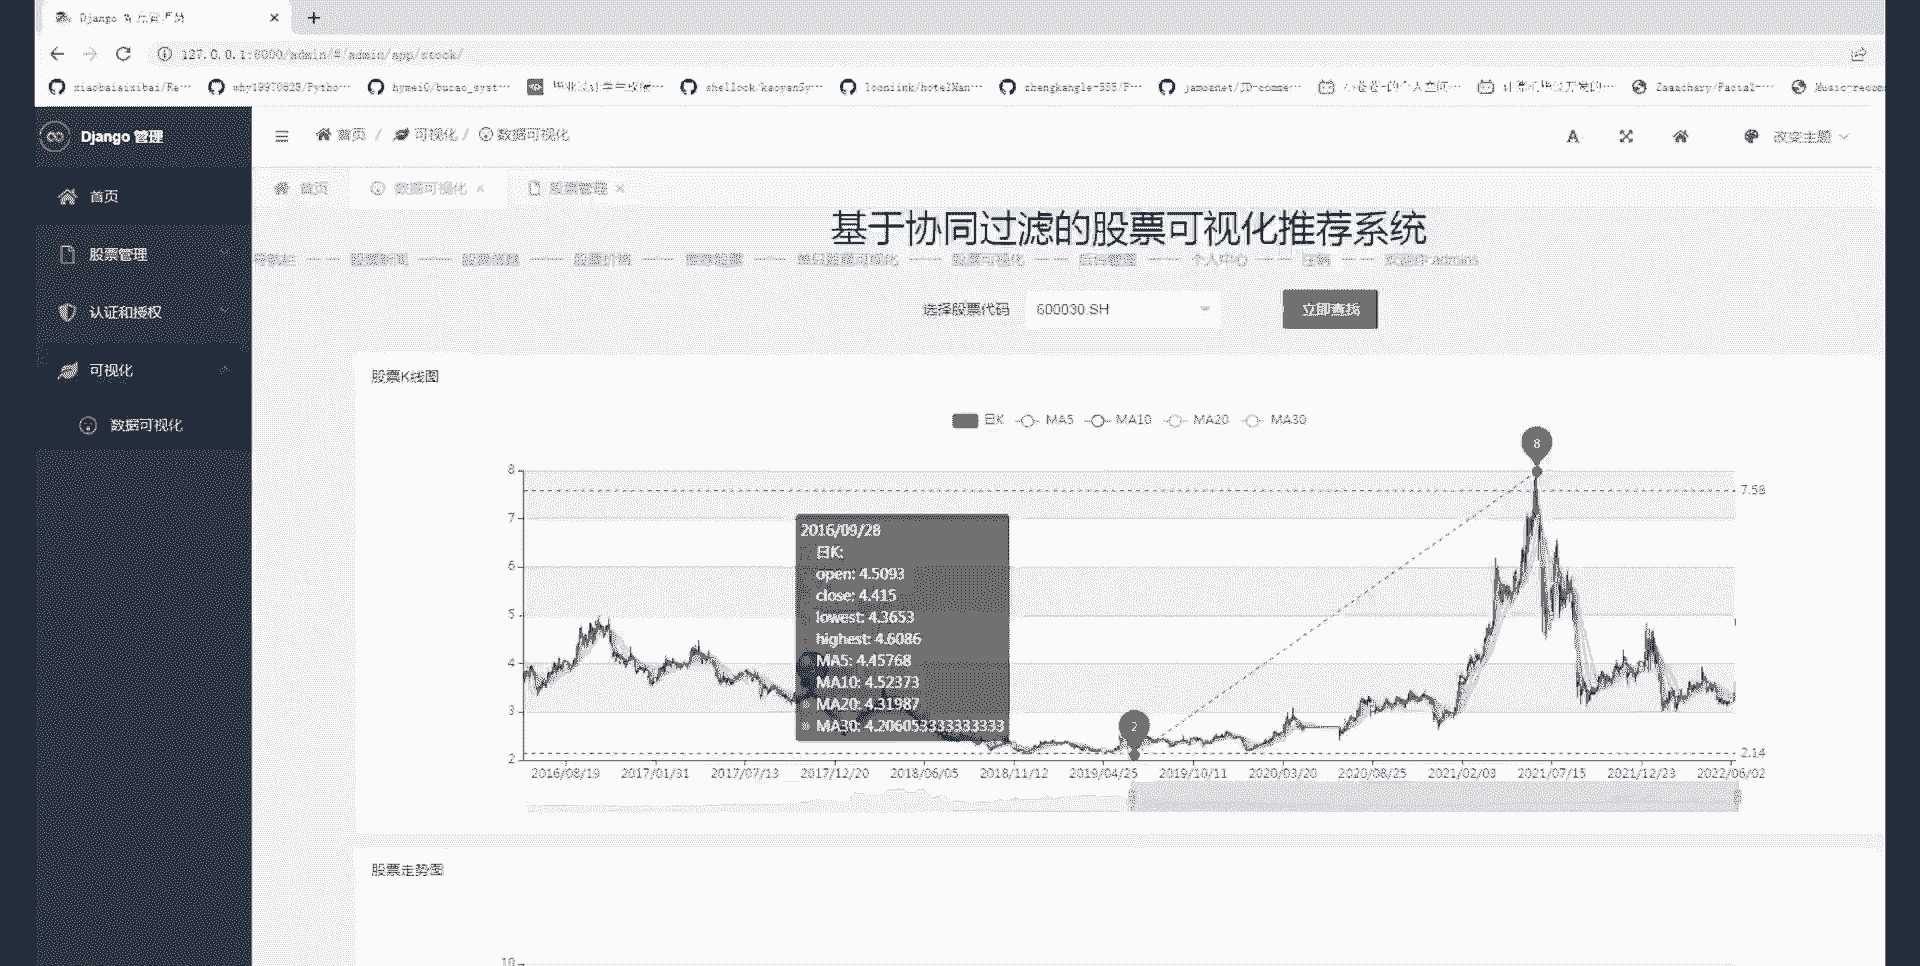 Django
127.0.0.1:8000/admin/#/admin/app/stock/
xiaobaixixibai/Re…
why19970628/Pytho…
hymei0/bucao_syst…
shellock/kaoyanSy…
looniink/hotelMan…
zhengkangle-555/P…
jamoanet/JD-comme…
Zaaachary/Facial-…
Music-recom
Django 管理
首页 / 可视化 / 数据可视化
A
改变主题
首页
股票管理
认证和授权
可视化
数据可视化
首页
数据可视化 ×
股票管理 ×
基于协同过滤的股票可视化推荐系统
导航栏 —— 股票新闻 —— 股票信息 —— 股票价格 —— 推荐股票 —— 单只股票可视化 —— 股票可视化 —— 后台管理 —— 个人中心 —— 注销 —— 欢迎你:admins
选择股票代码
600030.SH
立即查找
股票K线图
日K MA5 MA10 MA20 MA30
8
8
7.58
7
6
5
4
3
2
2
2.14
2016/09/28
日K:
open: 4.5093
close: 4.415
lowest: 4.3653
highest: 4.6086
MA5: 4.45768
MA10: 4.52373
MA20: 4.31987
MA30: 4.206053333333333
2016/08/19 2017/01/31 2017/07/13 2017/12/20 2018/06/05 2018/11/12 2019/04/25 2019/10/11 2020/03/20 2020/08/25 2021/02/03 2021/07/15 2021/12/23 2022/06/02
股票走势图
10